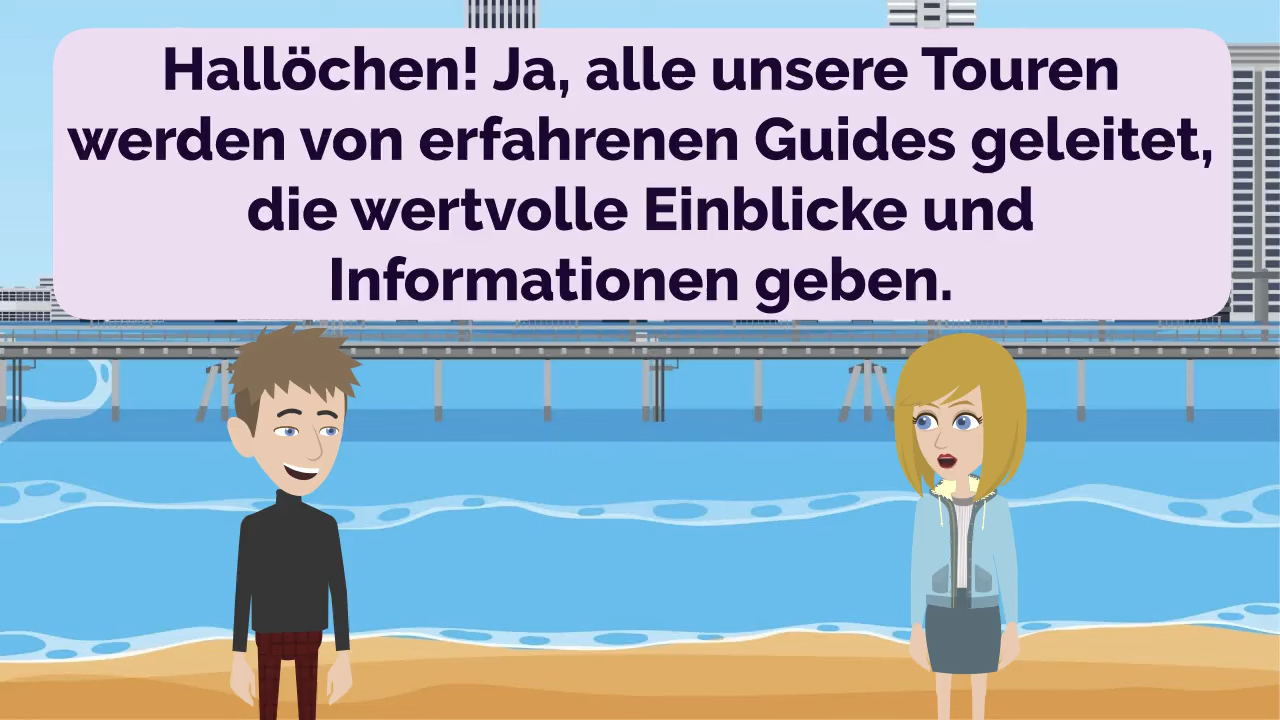 Hallöchen! Ja, alle unsere Touren
werden von erfahrenen Guides geleitet,
die wertvolle Einblicke und
Informationen geben.